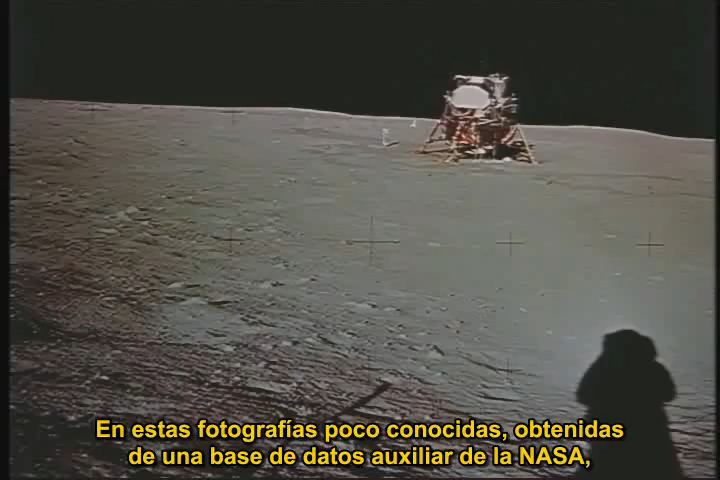 En estas fotografías poco conocidas, obtenidas
de una base de datos auxiliar de la NASA,